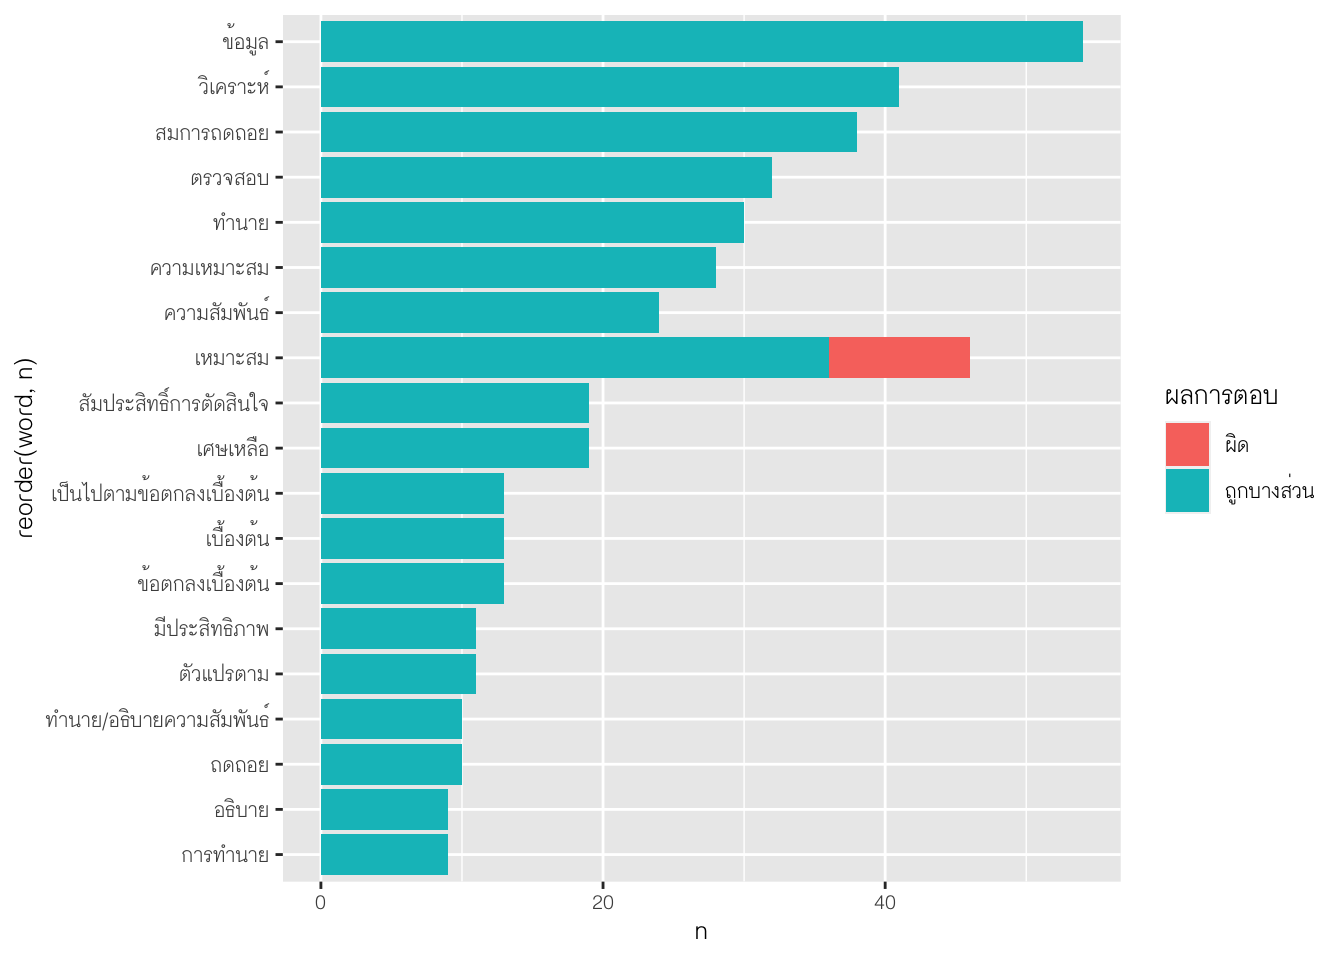 ข้อมูล
วิเคราะห์
สมการถดถอย
ตรวจสอบ
ทำนาย
ความเหมาะสม
ความสัมพันธ์
เหมาะสม
สัมประสิทธิ์การตัดสินใจ
เศษเหลือ
เป็นไปตามข้อตกลงเบื้องต้น
เบื้องต้น
ข้อตกลงเบื้องต้น
มีประสิทธิภาพ
ตัวแปรตาม
ทำนาย/อธิบายความสัมพันธ์
ถดถอย
อธิบาย
การทำนาย
reorder(word, n)
0 20 40
n
ผลการตอบ
ผิด
ถูกบางส่วน